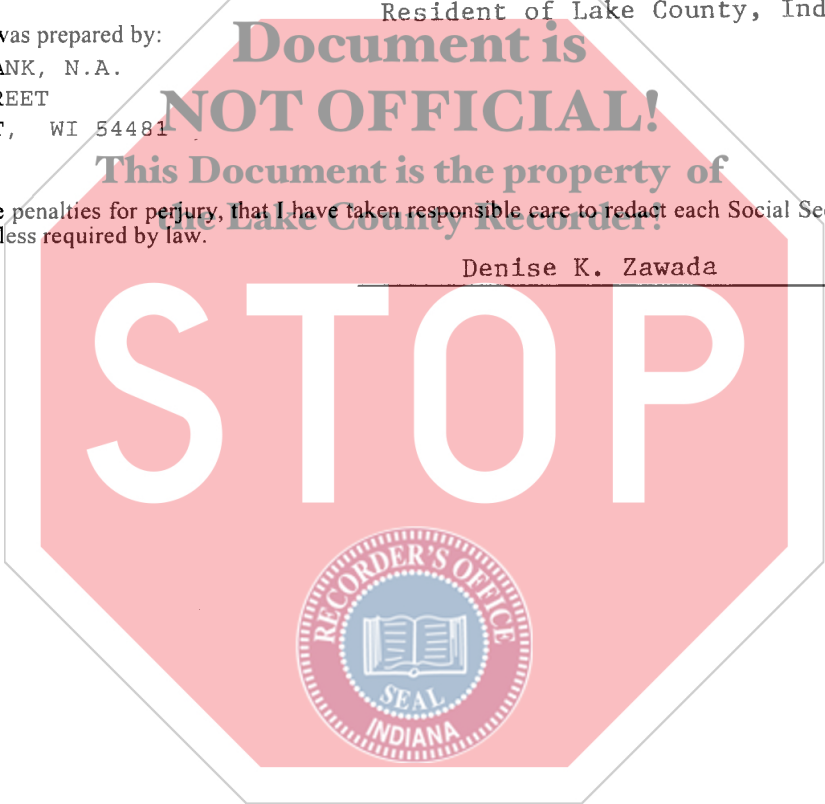 Resident of Lake County, Ind
was prepared by:
ANK, N.A.
REET
T, WI 54481
Document is
NOT OFFICIAL!
This Document is the property of
the Lake County Recorder!
e penalties for perjury, that I have taken responsible care to redact each Social Se
less required by law.
Denise K. Zawada
STOP
RECORDER'S OFFICE
SEAL
INDIANA